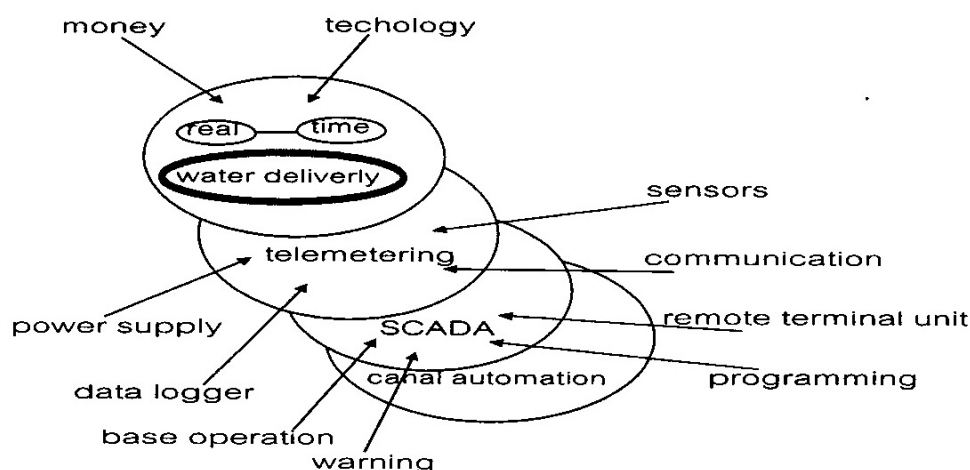 money
techology
real
time
water deliverly
sensors
telemetering
communication
power supply
SCADA
remote terminal unit
canal automation
programming
data logger
base operation
warning